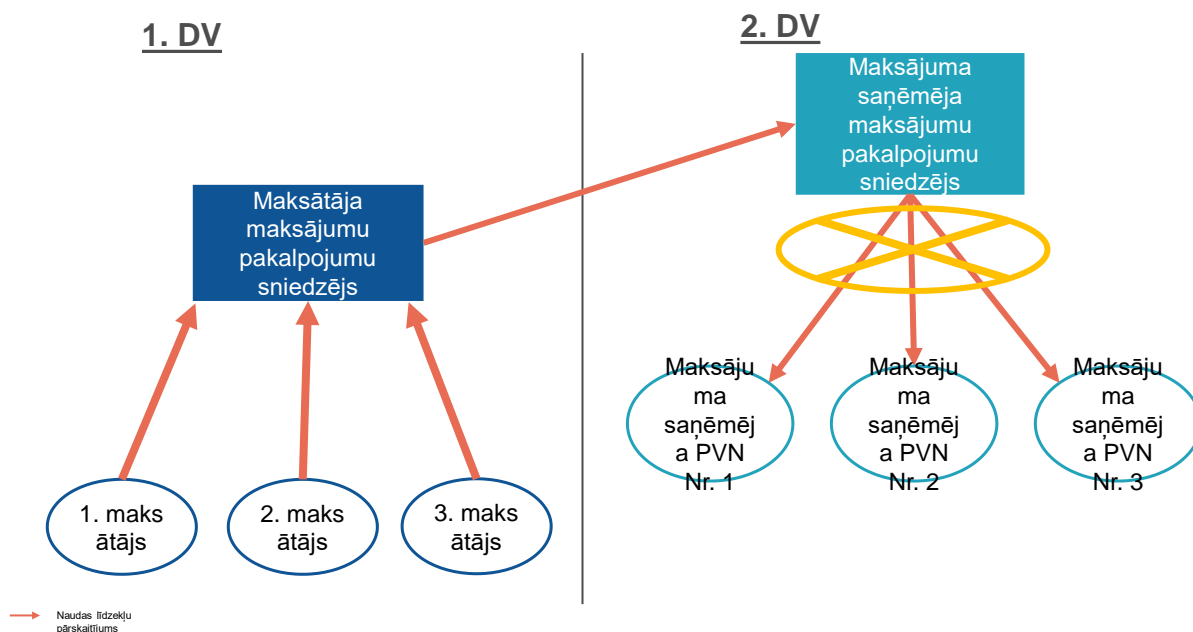 1. DV
2. DV
Maksājuma
saņēmēja
maksājumu
pakalpojumu
sniedzējs
Maksātāja
maksājumu
pakalpojumu
sniedzējs
Maksāju
ma
saņēmēj
a PVN
Nr. 1
Maksāju
ma
saņēmēj
a PVN
Nr. 2
Maksāju
ma
saņēmēj
a PVN
Nr. 3
1. maks
ātājs
2. maks
ātājs
3. maks
ātājs
Naudas līdzekļu
pārskaitījums